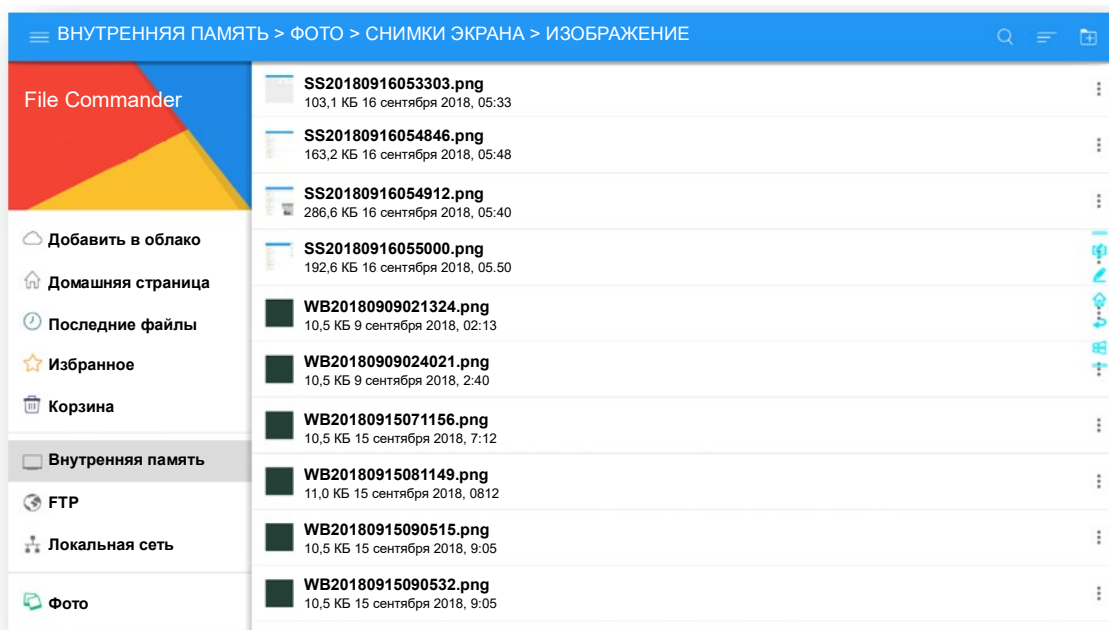 ВНУТРЕННЯЯ ПАМЯТЬ > ФОТО > СНИМКИ ЭКРАНА > ИЗОБРАЖЕНИЕ
File Commander
Добавить в облако
Домашняя страница
Последние файлы
Избранное
Корзина
Внутренняя память
FTP
Локальная сеть
Фото
SS20180916053303.png
103,1 КБ 16 сентября 2018, 05:33
SS20180916054846.png
163,2 КБ 16 сентября 2018, 05:48
SS20180916054912.png
286,6 КБ 16 сентября 2018, 05:40
SS20180916055000.png
192,6 КБ 16 сентября 2018, 05.50
WB20180909021324.png
10,5 КБ 9 сентября 2018, 02:13
WB20180909024021.png
10,5 КБ 9 сентября 2018, 2:40
WB20180915071156.png
10,5 КБ 15 сентября 2018, 7:12
WB20180915081149.png
11,0 КБ 15 сентября 2018, 0812
WB20180915090515.png
10,5 КБ 15 сентября 2018, 9:05
WB20180915090532.png
10,5 КБ 15 сентября 2018, 9:05